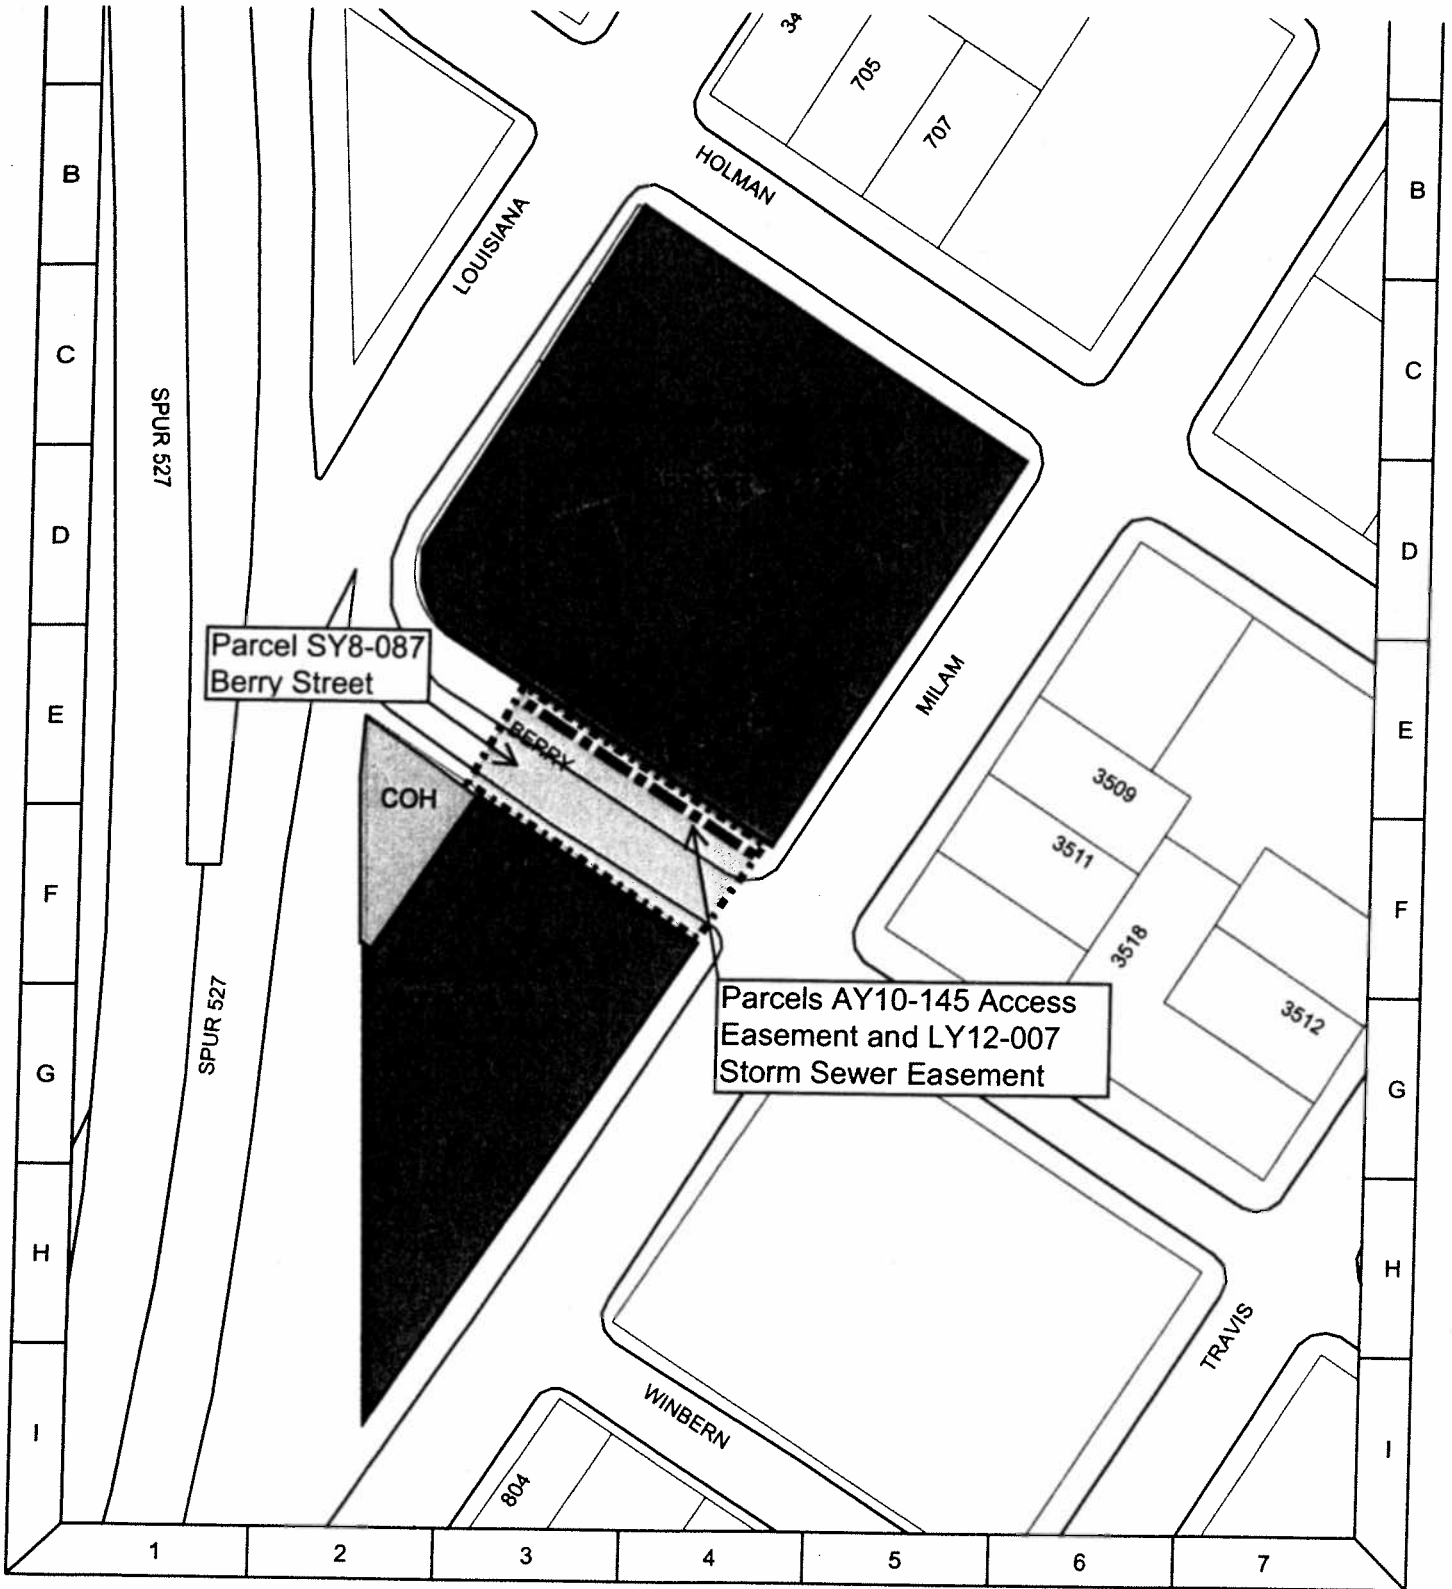 34
705
707
HOLMAN
B
B
LOUISIANA
C
C
SPUR 527
D
D
Parcel SY8-087
Berry Street
MILAM
E
E
BERRY
COH
3509
3511
F
F
3518
SPUR 527
Parcels AY10-145 Access
Easement and LY12-007
Storm Sewer Easement
3512
G
G
H
H
TRAVIS
WINBERN
I
I
804
1
2
3
4
5
6
7